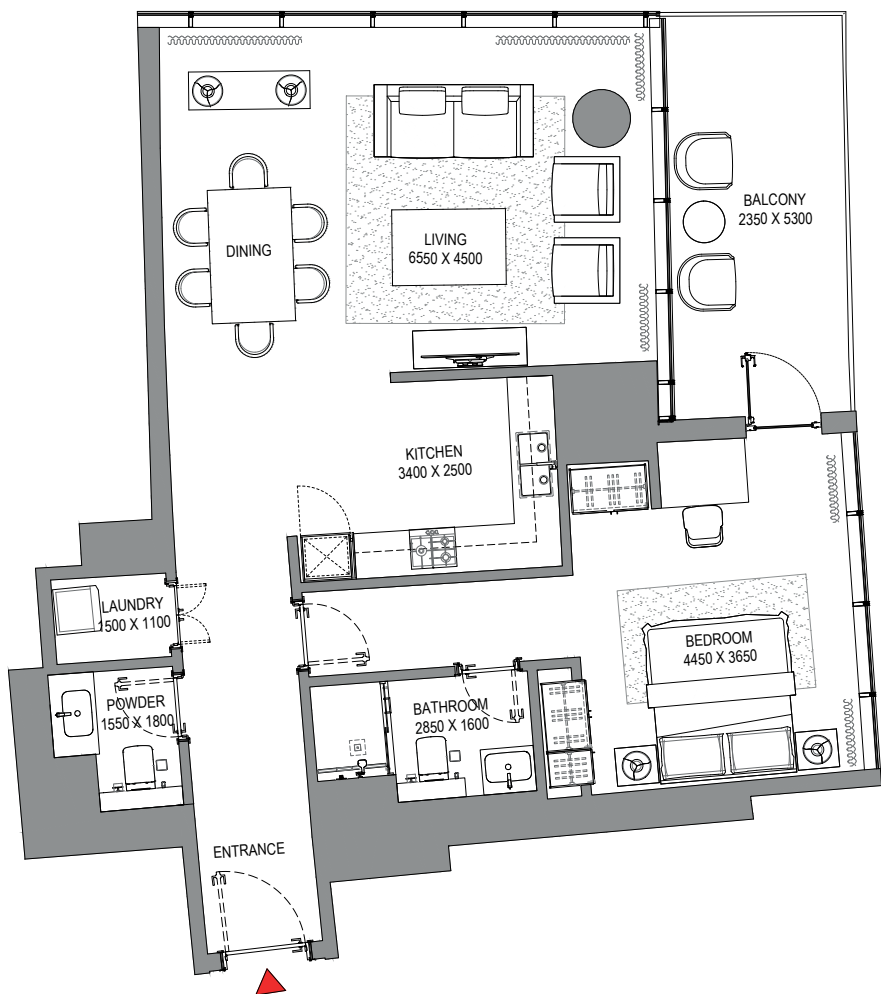 BALCONY
2350 X 5300
DINING
LIVING
6550 X 4500
KITCHEN
3400 X 2500
LAUNDRY
1500 X 1100
BEDROOM
4450 X 3650
POWDER
1550 X 1800
BATHROOM
2850 X 1600
ENTRANCE